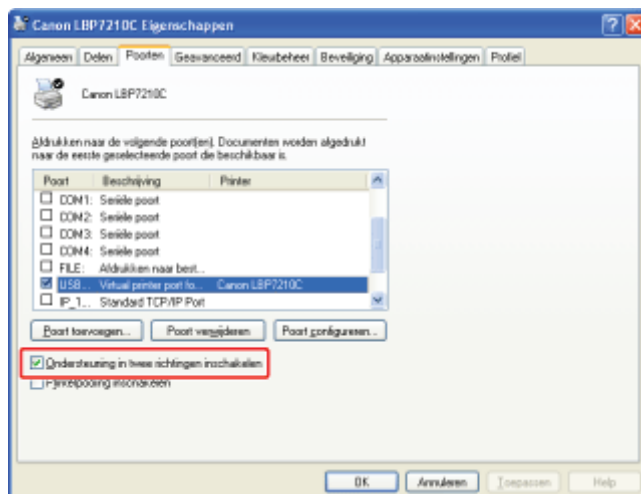 Canon LBP7210C Eigenschappen
Algemeen Delen Poorten Geavanceerd Kleurbeheer Beveiliging Apparaatinstellingen Profiel
Canon LBP7210C
Afdrukken naar de volgende poort(en). Documenten worden afgedrukt
naar de eerste geselecteerde poort die beschikbaar is.
Poort Beschrijving Printer
COM1: Seriële poort
COM2: Seriële poort
COM3: Seriële poort
COM4: Seriële poort
FILE: Afdrukken naar best...
USB... Virtual printer port fo... Canon LBP7210C
IP_1... Standard TCP/IP Port
Poort toevoegen... Poort verwijderen Poort configureren...
Ondersteuning in twee richtingen inschakelen
Printerpooling inschakelen
OK Annuleren Toepassen Help